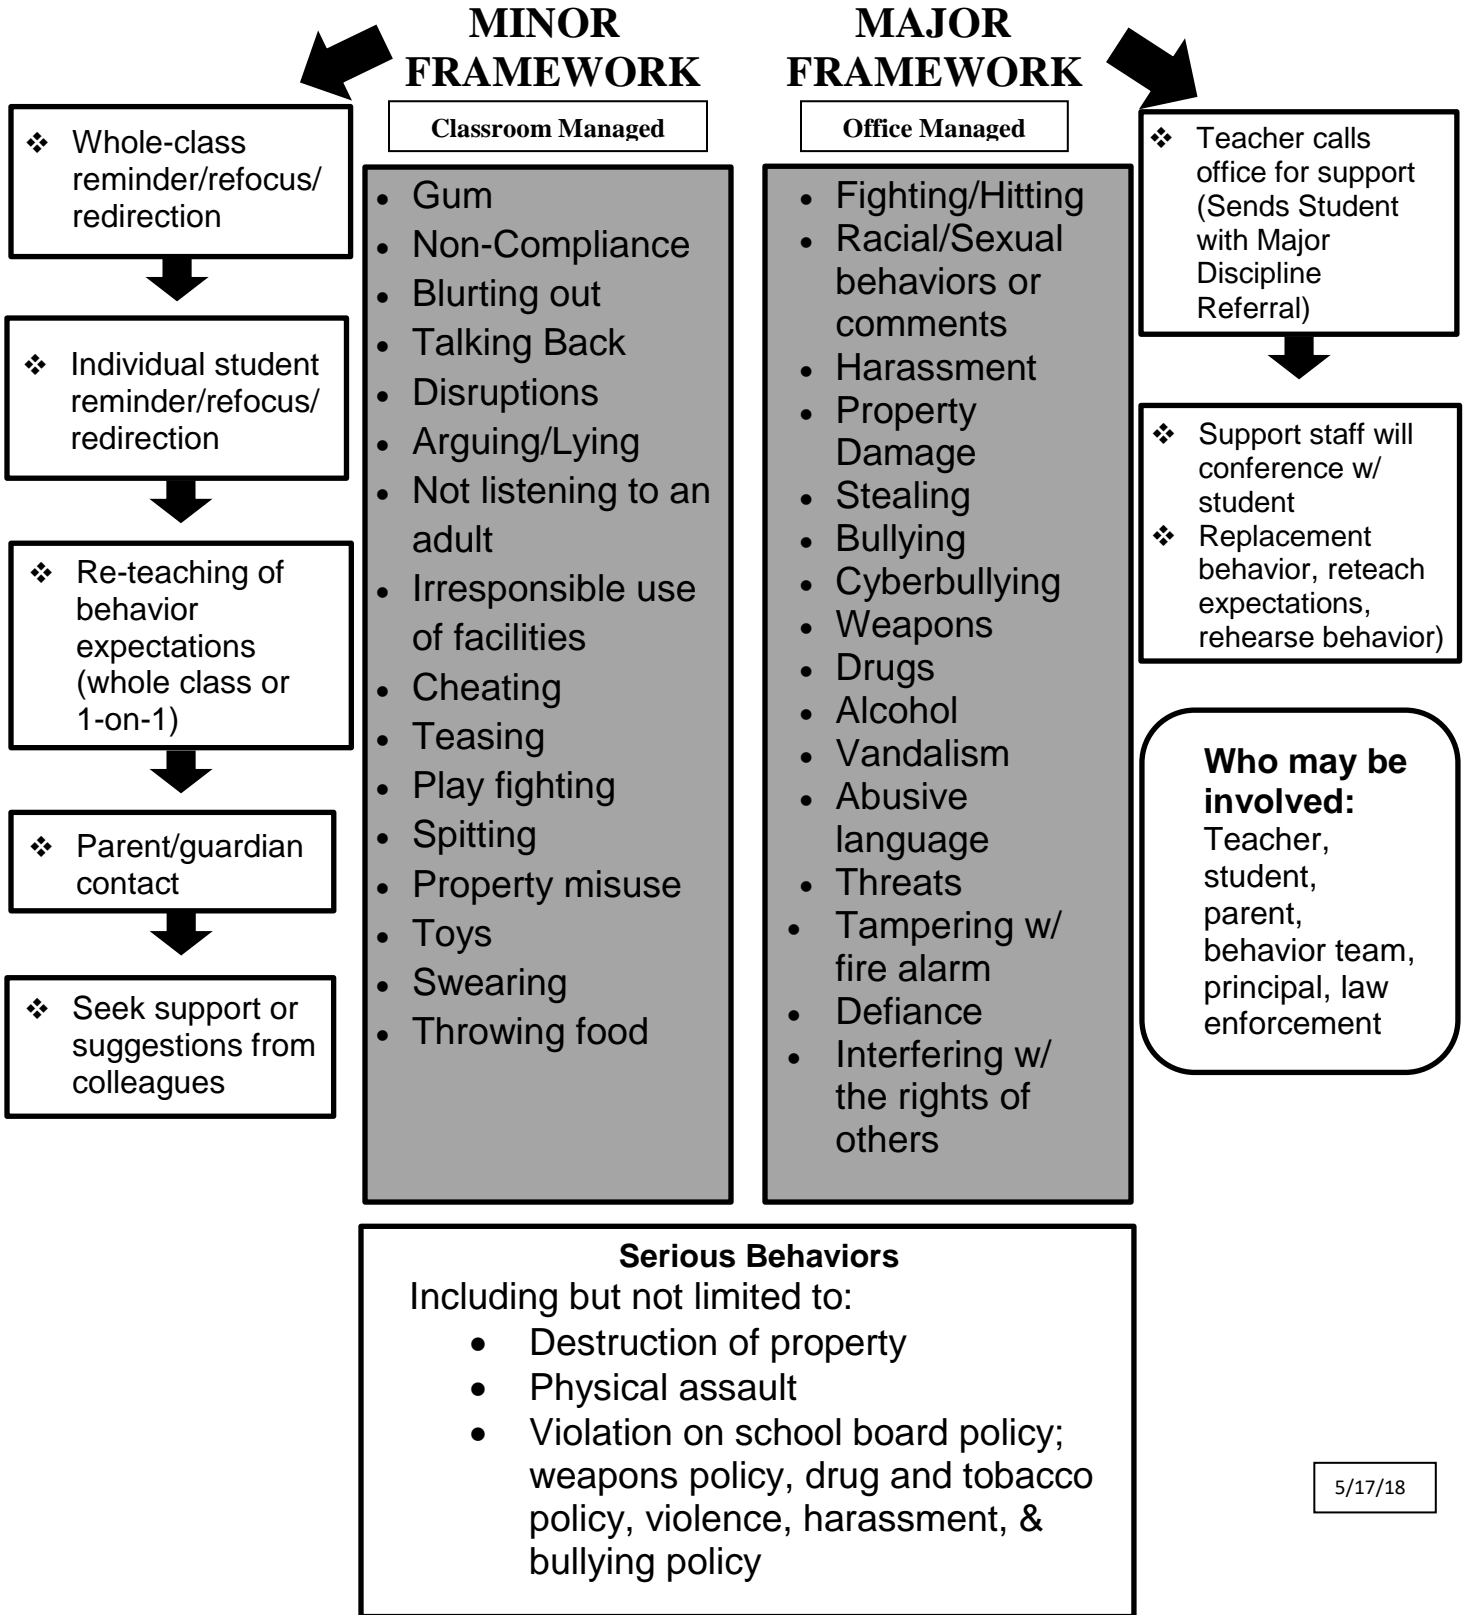 MINOR
FRAMEWORK
Classroom Managed
MAJOR
FRAMEWORK
Office Managed
❖ Whole-class
reminder/refocus/
redirection
❖ Individual student
reminder/refocus/
redirection
❖ Re-teaching of
behavior
expectations
(whole class or
1-on-1)
❖ Parent/guardian
contact
❖ Seek support or
suggestions from
colleagues
• Gum
• Non-Compliance
• Blurting out
• Talking Back
• Disruptions
• Arguing/Lying
• Not listening to an
adult
• Irresponsible use
of facilities
• Cheating
• Teasing
• Play fighting
• Spitting
• Property misuse
• Toys
• Swearing
• Throwing food
• Fighting/Hitting
• Racial/Sexual
behaviors or
comments
• Harassment
• Property
Damage
• Stealing
• Bullying
• Cyberbullying
• Weapons
• Drugs
• Alcohol
• Vandalism
• Abusive
language
• Threats
• Tampering w/
fire alarm
• Defiance
• Interfering w/
the rights of
others
❖ Teacher calls
office for support
(Sends Student
with Major
Discipline
Referral)
❖ Support staff will
conference w/
student
❖ Replacement
behavior, reteach
expectations,
rehearse behavior)
Who may be
involved:
Teacher,
student,
parent,
behavior team,
principal, law
enforcement
Serious Behaviors
Including but not limited to:
• Destruction of property
• Physical assault
• Violation on school board policy;
weapons policy, drug and tobacco
policy, violence, harassment, &
bullying policy
5/17/18